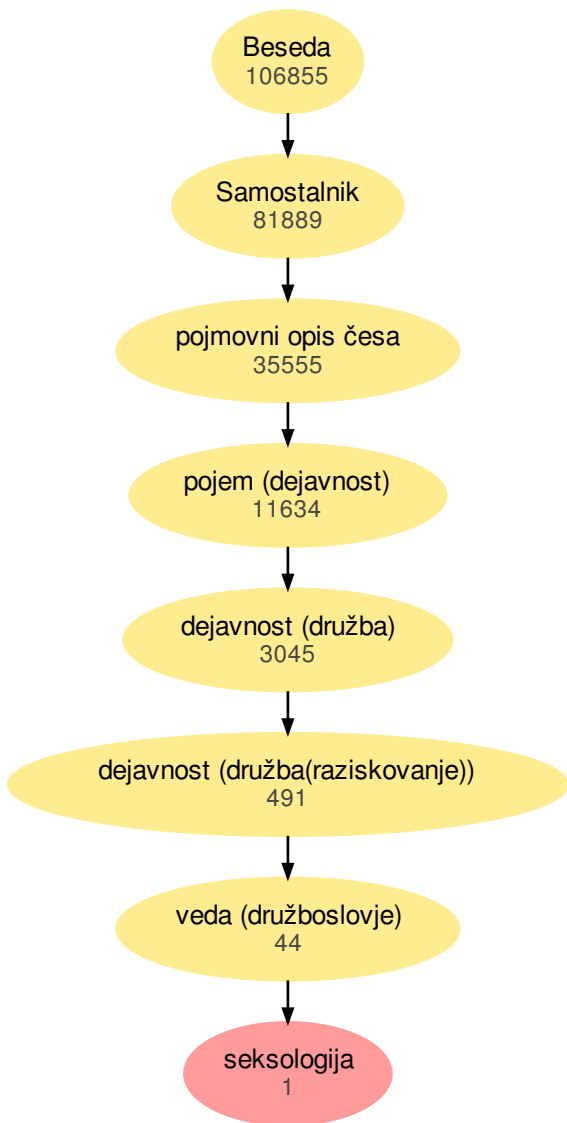 Beseda
106855
Samostalnik
81889
pojmovni opis česa
35555
pojem (dejavnost)
11634
dejavnost (družba)
3045
dejavnost (družba(raziskovanje))
491
veda (družboslovje)
44
seksologija
1